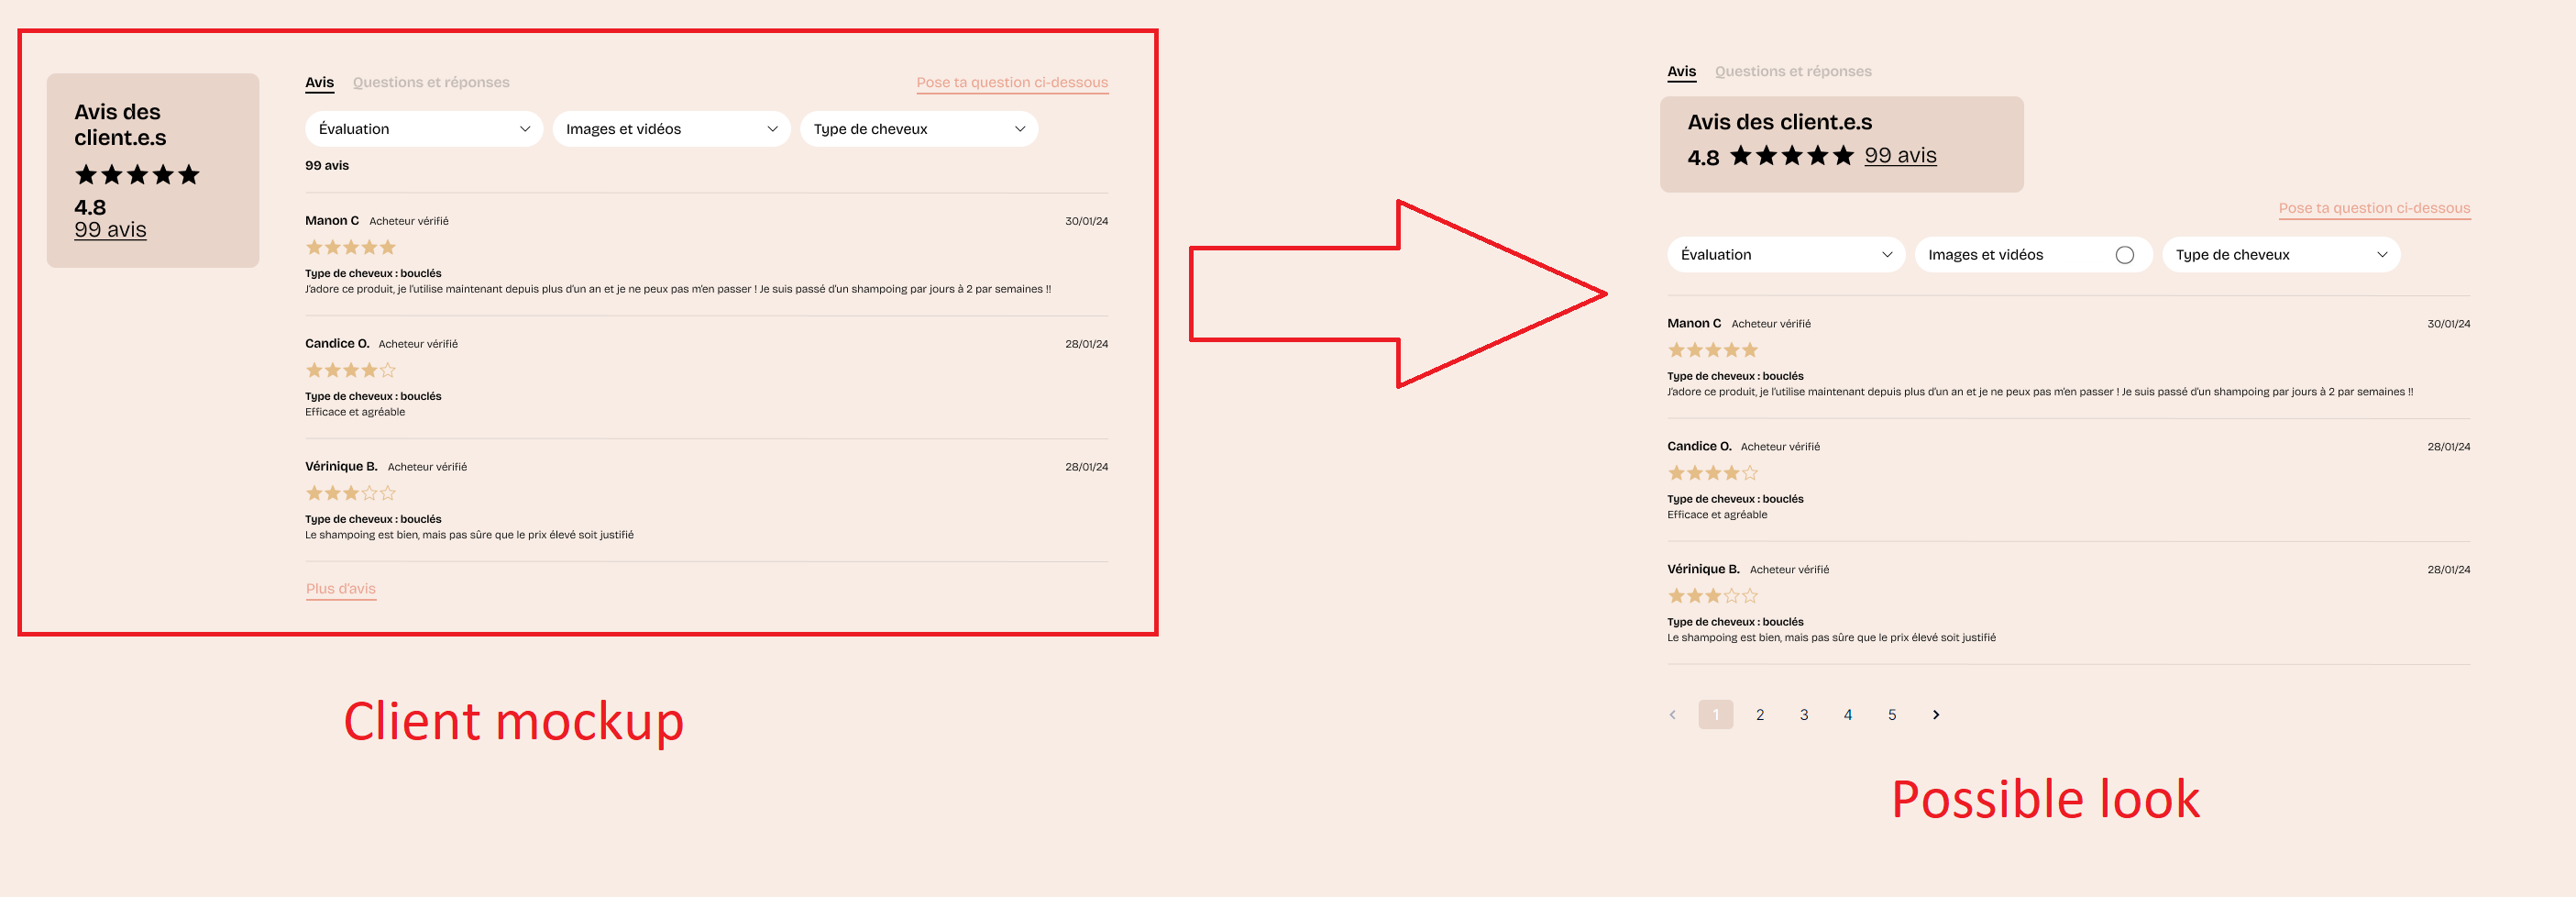 Avis des
client.e.s
4.8
99 avis
Avis Questions et réponses Pose ta question ci-dessous
Évaluation Images et vidéos Type de cheveux
99 avis
Manon C Acheteur vérifié 30/01/24
Type de cheveux : bouclés
J'adore ce produit, je l'utilise maintenant depuis plus d'un an et je ne peux pas m'en passer ! Je suis passé d'un shampoing par jours à 2 par semaines !!
Candice O. Acheteur vérifié 28/01/24
Type de cheveux : bouclés
Efficace et agréable
Vérinique B. Acheteur vérifié 28/01/24
Type de cheveux : bouclés
Le shampoing est bien, mais pas sûre que le prix élevé soit justifié
Plus d'avis
Client mockup
Avis Questions et réponses
Avis des client.e.s
4.8 99 avis
Pose ta question ci-dessous
Évaluation Images et vidéos Type de cheveux
Manon C Acheteur vérifié 30/01/24
Type de cheveux : bouclés
J'adore ce produit, je l'utilise maintenant depuis plus d'un an et je ne peux pas m'en passer ! Je suis passé d'un shampoing par jours à 2 par semaines !!
Candice O. Acheteur vérifié 28/01/24
Type de cheveux : bouclés
Efficace et agréable
Vérinique B. Acheteur vérifié 28/01/24
Type de cheveux : bouclés
Le shampoing est bien, mais pas sûre que le prix élevé soit justifié
1 2 3 4 5
Possible look